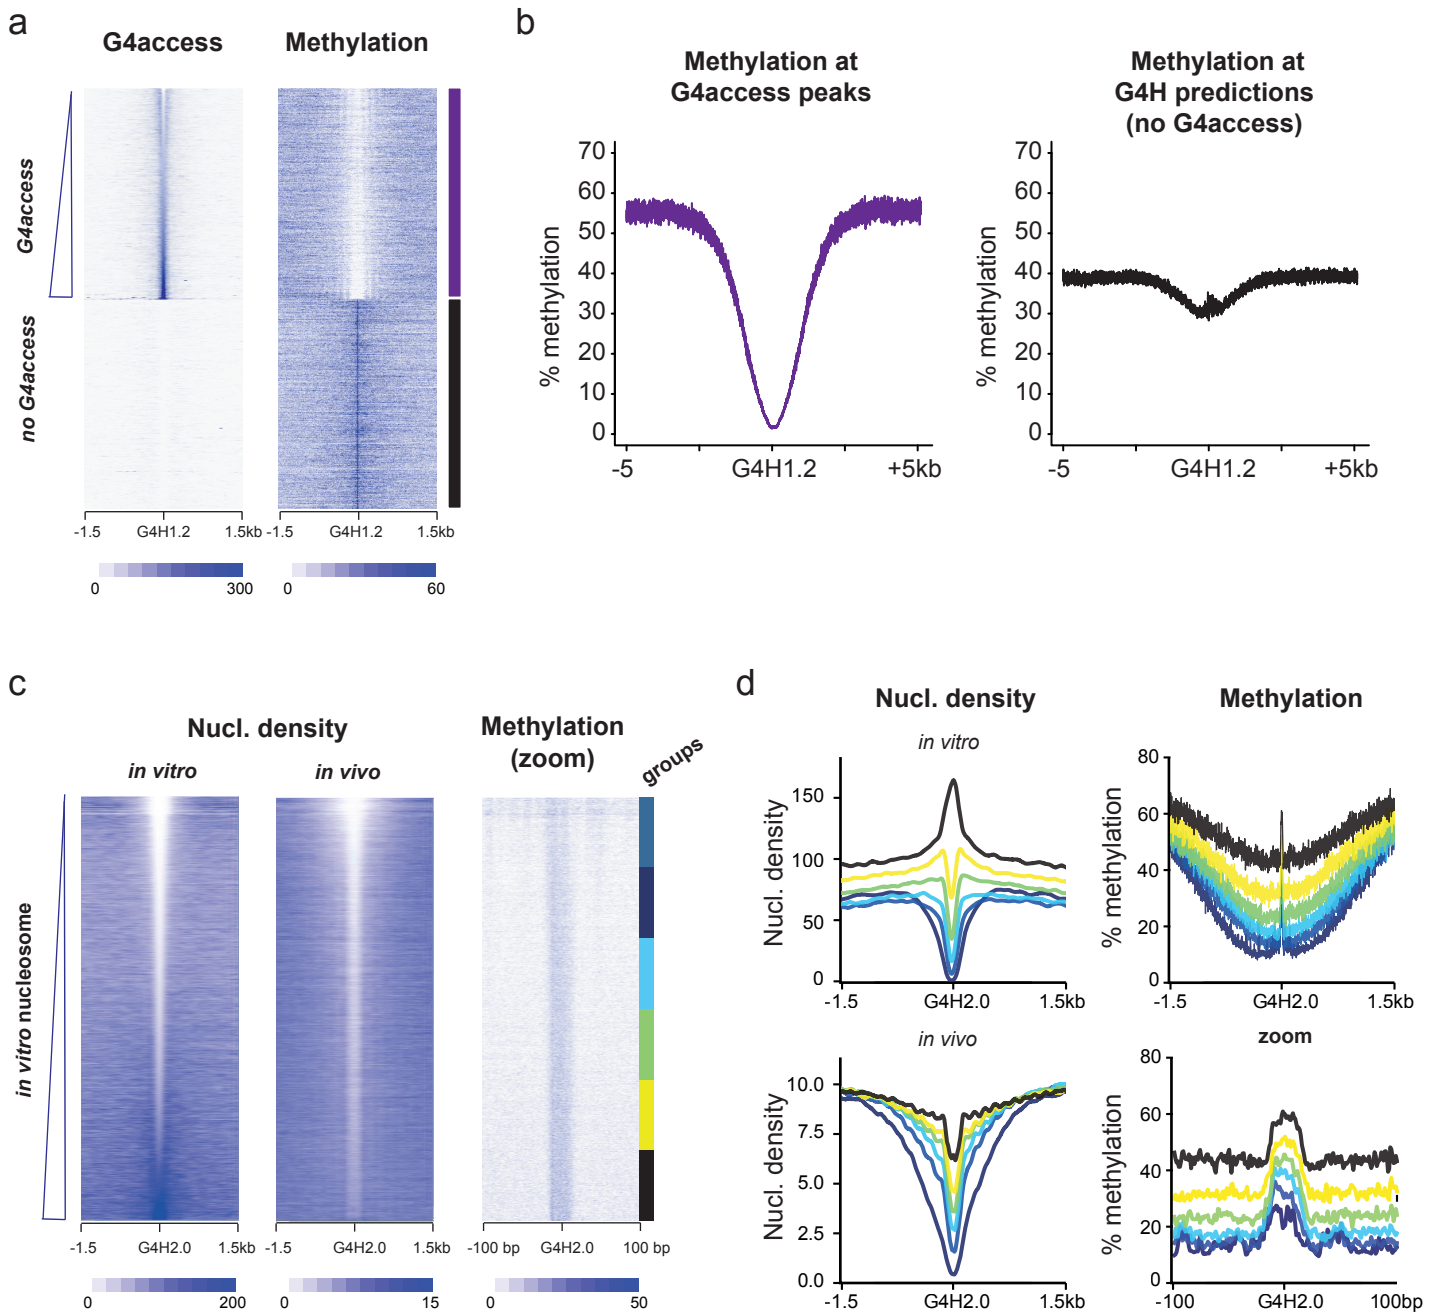 a
G4access
Methylation
G4access
no G4access
-1.5
G4H1.2
1.5kb
-1.5
G4H1.2
1.5kb
0
300
0
60
b
Methylation at
G4access peaks
% methylation
70
60
50
40
30
20
10
0
-5
G4H1.2
+5kb
Methylation at
G4H predictions
(no G4access)
% methylation
70
60
50
40
30
20
10
0
-5
G4H1.2
+5kb
c
Nucl. density
in vitro
in vivo
Methylation
(zoom)
groups
in vitro nucleosome
-1.5
G4H2.0
1.5kb
-1.5
G4H2.0
1.5kb
-100 bp
G4H2.0
100 bp
0
200
0
15
0
50
d
Nucl. density
in vitro
Nucl. density
150
100
50
0
-1.5
G4H2.0
1.5kb
Methylation
% methylation
80
60
40
20
0
-1.5
G4H2.0
1.5kb
in vivo
Nucl. density
10.0
7.5
5.0
2.5
0.0
-1.5
G4H2.0
1.5kb
zoom
% methylation
80
60
40
20
0
-100
G4H2.0
100bp